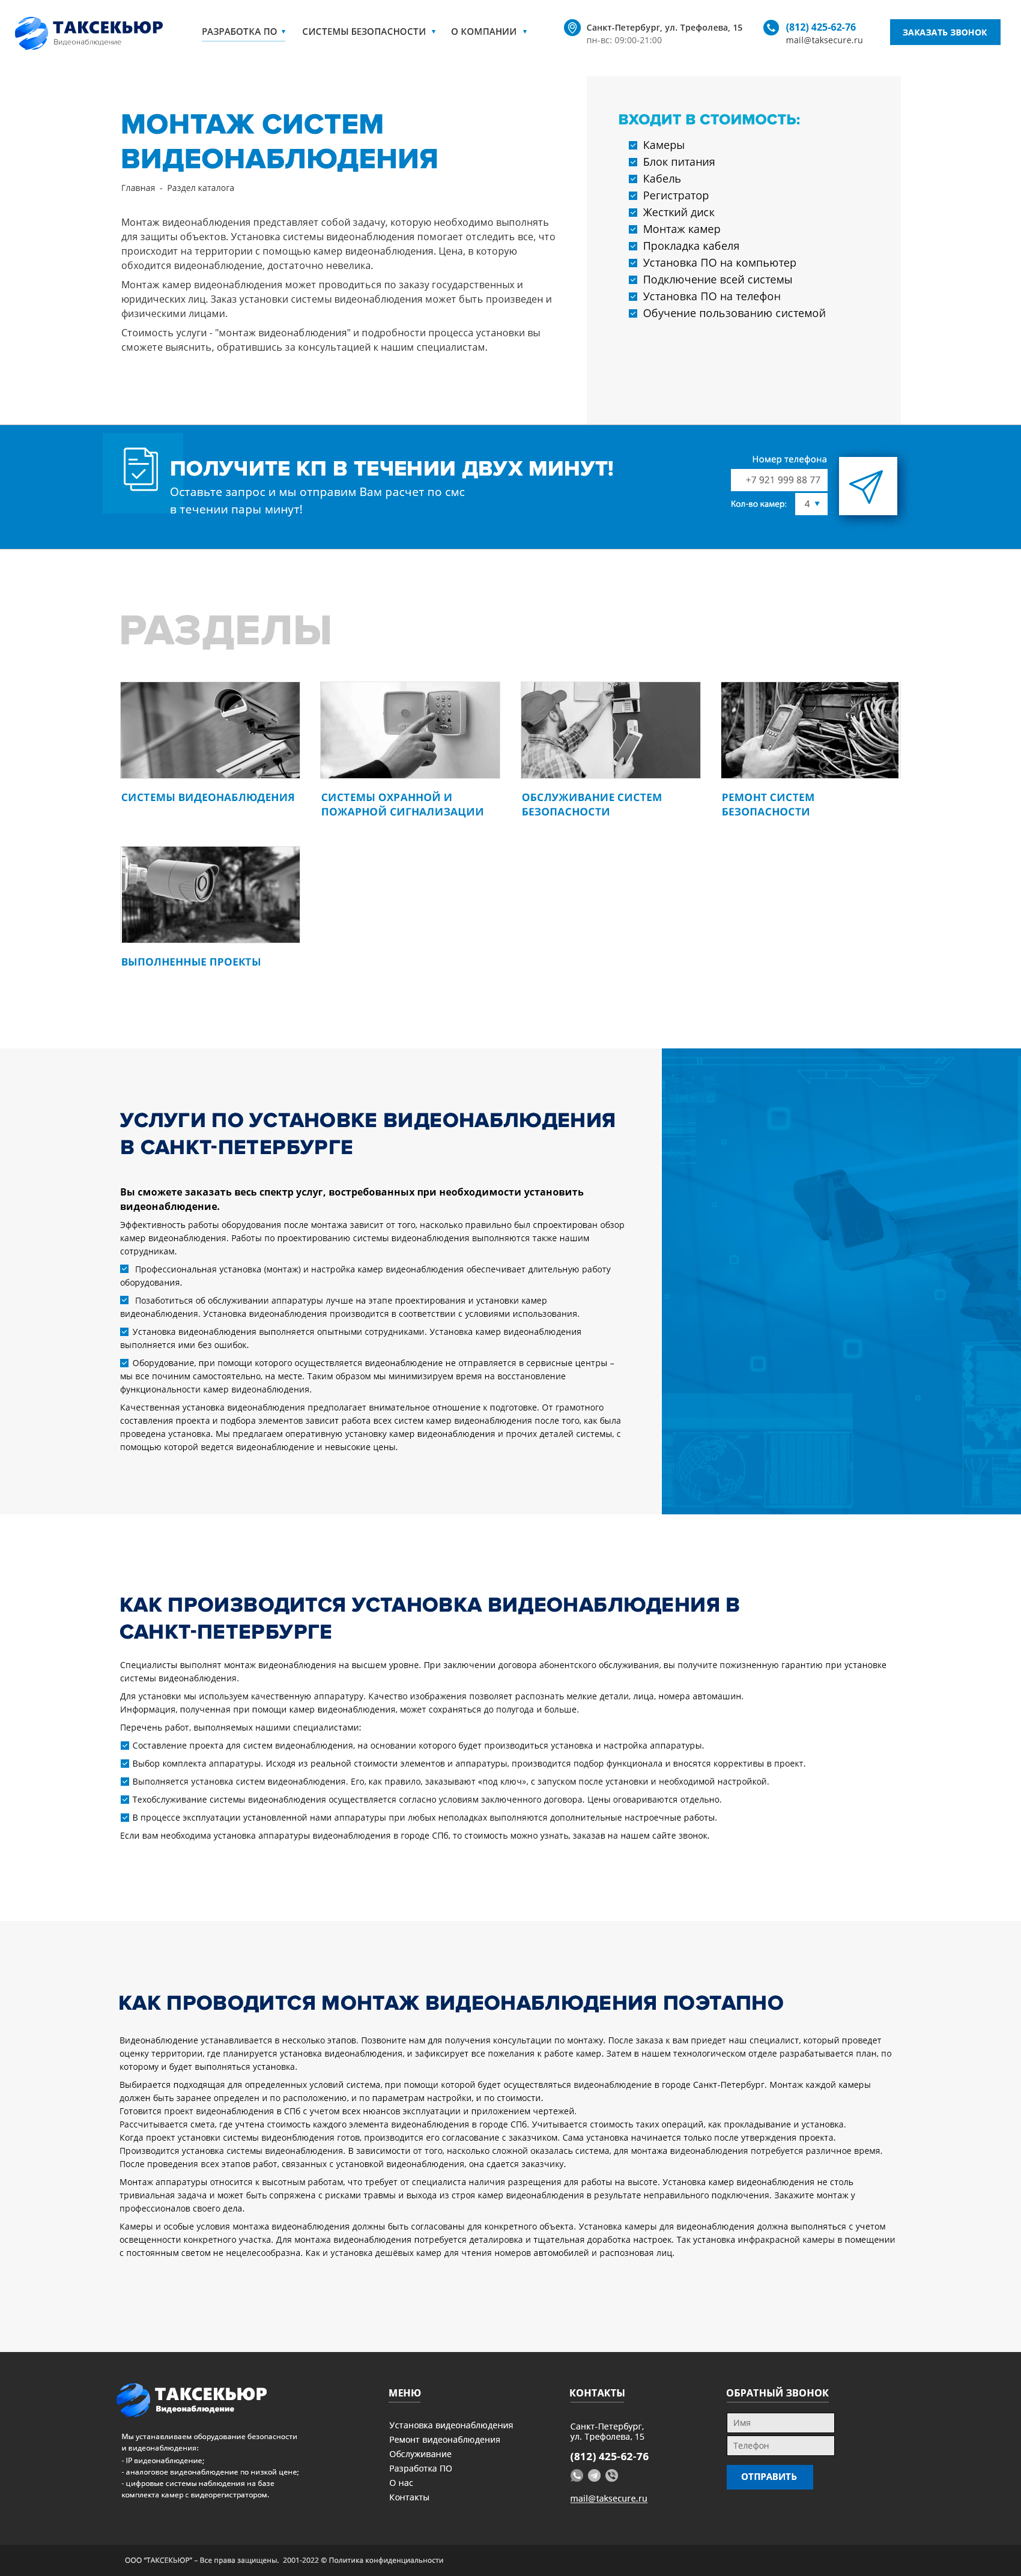 ТАКСЕКЬЮР
Видеонаблюдение
РАЗРАБОТКА ПО
СИСТЕМЫ БЕЗОПАСНОСТИ
О КОМПАНИИ
Санкт-Петербург, ул. Трефолева, 15
пн-вс: 09:00-21:00
(812) 425-62-76
mail@taksecure.ru
ЗАКАЗАТЬ ЗВОНОК
МОНТАЖ СИСТЕМ
ВИДЕОНАБЛЮДЕНИЯ
Главная - Раздел каталога
Монтаж видеонаблюдения представляет собой задачу, которую необходимо выполнять
для защиты объектов. Установка системы видеонаблюдения помогает отследить все, что
происходит на территории с помощью камер видеонаблюдения. Цена, в которую
обходится видеонаблюдение, достаточно невелика.
Монтаж камер видеонаблюдения может проводиться по заказу государственных и
юридических лиц. Заказ установки системы видеонаблюдения может быть произведен и
физическими лицами.
Стоимость услуги - "монтаж видеонаблюдения" и подробности процесса установки вы
сможете выяснить, обратившись за консультацией к нашим специалистам.
ВХОДИТ В СТОИМОСТЬ:
Камеры
Блок питания
Кабель
Регистратор
Жесткий диск
Монтаж камер
Прокладка кабеля
Установка ПО на компьютер
Подключение всей системы
Установка ПО на телефон
Обучение пользованию системой
ПОЛУЧИТЕ КП В ТЕЧЕНИИ ДВУХ МИНУТ!
Оставьте запрос и мы отправим Вам расчет по смс
в течении пары минут!
Номер телефона
+7 921 999 88 77
Кол-во камер:
4
РАЗДЕЛЫ
СИСТЕМЫ ВИДЕОНАБЛЮДЕНИЯ
СИСТЕМЫ ОХРАННОЙ И
ПОЖАРНОЙ СИГНАЛИЗАЦИИ
ОБСЛУЖИВАНИЕ СИСТЕМ
БЕЗОПАСНОСТИ
РЕМОНТ СИСТЕМ
БЕЗОПАСНОСТИ
ВЫПОЛНЕННЫЕ ПРОЕКТЫ
УСЛУГИ ПО УСТАНОВКЕ ВИДЕОНАБЛЮДЕНИЯ
В САНКТ-ПЕТЕРБУРГЕ
Вы сможете заказать весь спектр услуг, востребованных при необходимости установить
видеонаблюдение.
Эффективность работы оборудования после монтажа зависит от того, насколько правильно был спроектирован обзор
камер видеонаблюдения. Работы по проектированию системы видеонаблюдения выполняются также нашим
сотрудникам.
Профессиональная установка (монтаж) и настройка камер видеонаблюдения обеспечивает длительную работу
оборудования.
Позаботиться об обслуживании аппаратуры лучше на этапе проектирования и установки камер
видеонаблюдения. Установка видеонаблюдения производится в соответствии с условиями использования.
Установка видеонаблюдения выполняется опытными сотрудниками. Установка камер видеонаблюдения
выполняется ими без ошибок.
Оборудование, при помощи которого осуществляется видеонаблюдение не отправляется в сервисные центры –
мы все починим самостоятельно, на месте. Таким образом мы минимизируем время на восстановление
функциональности камер видеонаблюдения.
Качественная установка видеонаблюдения предполагает внимательное отношение к подготовке. От грамотного
составления проекта и подбора элементов зависит работа всех систем камер видеонаблюдения после того, как была
проведена установка. Мы предлагаем оперативную установку камер видеонаблюдения и прочих деталей системы, с
помощью которой ведется видеонаблюдение и невысокие цены.
КАК ПРОИЗВОДИТСЯ УСТАНОВКА ВИДЕОНАБЛЮДЕНИЯ В
САНКТ-ПЕТЕРБУРГЕ
Специалисты выполнят монтаж видеонаблюдения на высшем уровне. При заключении договора абонентского обслуживания, вы получите пожизненную гарантию при установке
системы видеонаблюдения.
Для установки мы используем качественную аппаратуру. Качество изображения позволяет распознать мелкие детали, лица, номера автомашин.
Информация, полученная при помощи камер видеонаблюдения, может сохраняться до полугода и больше.
Перечень работ, выполняемых нашими специалистами:
Составление проекта для систем видеонаблюдения, на основании которого будет производиться установка и настройка аппаратуры.
Выбор комплекта аппаратуры. Исходя из реальной стоимости элементов и аппаратуры, производится подбор функционала и вносятся коррективы в проект.
Выполняется установка систем видеонаблюдения. Его, как правило, заказывают «под ключ», с запуском после установки и необходимой настройкой.
Техобслуживание системы видеонаблюдения осуществляется согласно условиям заключенного договора. Цены оговариваются отдельно.
В процессе эксплуатации установленной нами аппаратуры при любых неполадках выполняются дополнительные настроечные работы.
Если вам необходима установка аппаратуры видеонаблюдения в городе СПб, то стоимость можно узнать, заказав на нашем сайте звонок.
КАК ПРОВОДИТСЯ МОНТАЖ ВИДЕОНАБЛЮДЕНИЯ ПОЭТАПНО
Видеонаблюдение устанавливается в несколько этапов. Позвоните нам для получения консультации по монтажу. После заказа к вам приедет наш специалист, который проведет
оценку территории, где планируется установка видеонаблюдения, и зафиксирует все пожелания к работе камер. Затем в нашем технологическом отделе разрабатывается план, по
которому и будет выполняться установка.
Выбирается подходящая для определенных условий система, при помощи которой будет осуществляться видеонаблюдение в городе Санкт-Петербург. Монтаж каждой камеры
должен быть заранее определен и по расположению, и по параметрам настройки, и по стоимости.
Готовится проект видеонаблюдения в СПб с учетом всех нюансов эксплуатации и приложением чертежей.
Рассчитывается смета, где учтена стоимость каждого элемента видеонаблюдения в городе СПб. Учитывается стоимость таких операций, как прокладывание и установка.
Когда проект установки системы видеонблюдения готов, производится его согласование с заказчиком. Сама установка начинается только после утверждения проекта.
Производится установка системы видеонаблюдения. В зависимости от того, насколько сложной оказалась система, для монтажа видеонаблюдения потребуется различное время.
После проведения всех этапов работ, связанных с установкой видеонаблюдения, она сдается заказчику.
Монтаж аппаратуры относится к высотным работам, что требует от специалиста наличия разрещения для работы на высоте. Установка камер видеонаблюдения не столь
тривиальная задача и может быть сопряжена с рисками травмы и выхода из строя камер видеонаблюдения в результате неправильного подключения. Закажите монтаж у
профессионалов своего дела.
Камеры и особые условия монтажа видеонаблюдения должны быть согласованы для конкретного объекта. Установка камеры для видеонаблюдения должна выполняться с учетом
освещенности конкретного участка. Для монтажа видеонаблюдения потребуется деталировка и тщательная доработка настроек. Так установка инфракрасной камеры в помещении
с постоянным светом не нецелесообразна. Как и установка дешёвых камер для чтения номеров автомобилей и распозновая лиц.
ТАКСЕКЬЮР
Видеонаблюдение
Мы устанавливаем оборудование безопасности
и видеонаблюдения:
- IP видеонаблюдение;
- аналоговое видеонаблюдение по низкой цене;
- цифровые системы наблюдения на базе
комплекта камер с видеорегистратором.
МЕНЮ
Установка видеонаблюдения
Ремонт видеонаблюдения
Обслуживание
Разработка ПО
О нас
Контакты
КОНТАКТЫ
Санкт-Петербург,
ул. Трефолева, 15
(812) 425-62-76
mail@taksecure.ru
ОБРАТНЫЙ ЗВОНОК
Имя
Телефон
ОТПРАВИТЬ
ООО "ТАКСЕКЬЮР" – Все права защищены. 2001-2022 © Политика конфиденциальности